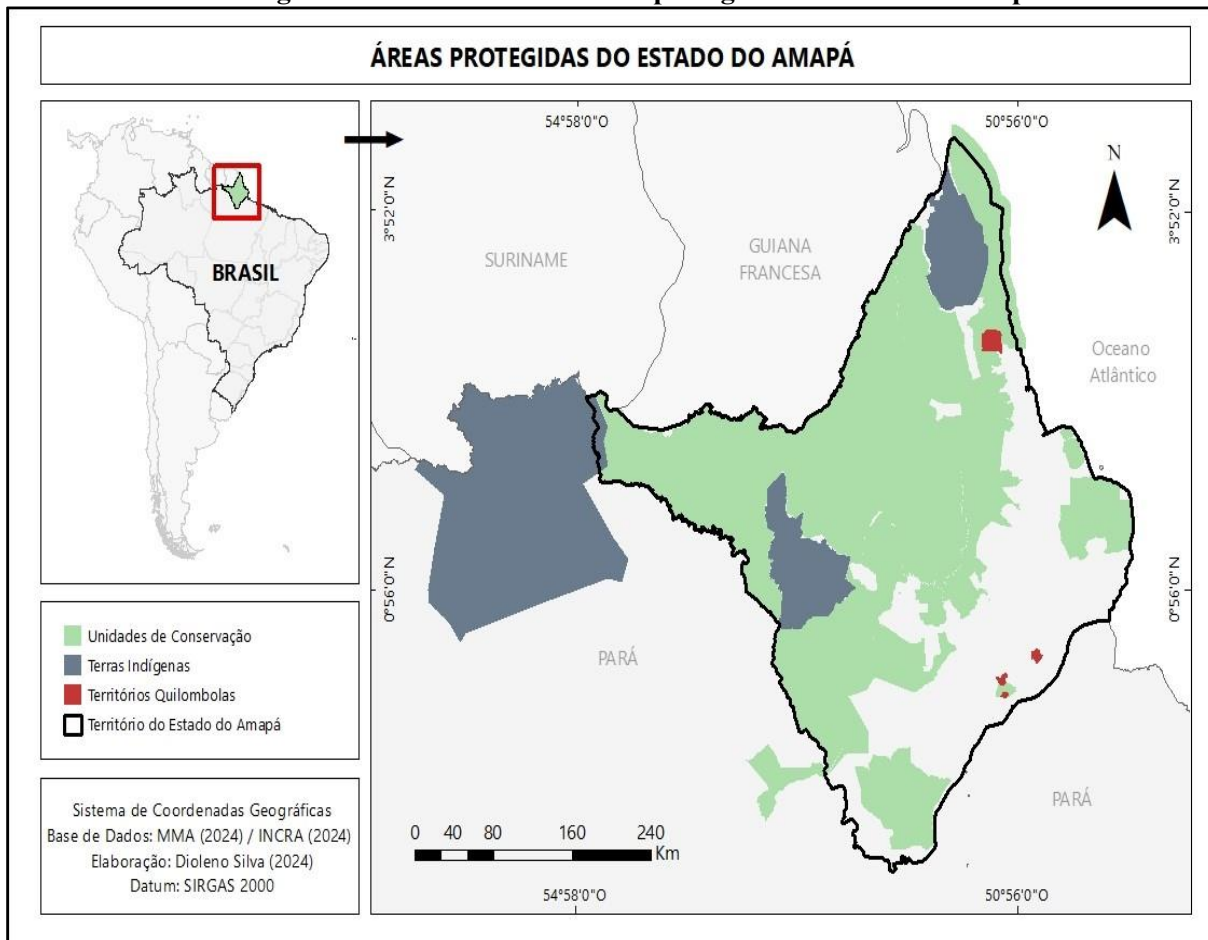 ÁREAS PROTEGIDAS DO ESTADO DO AMAPÁ
BRASIL
54°58'0"O
50°56'0"O
N
3°52'0"N
3°52'0"N
SURINAME
GUIANA
FRANCESA
Oceano
Atlântico
0°56'0"N
0°56'0"N
PARÁ
PARÁ
0 40 80 160 240
Km
54°58'0"O
50°56'0"O
Unidades de Conservação
Terras Indígenas
Territórios Quilombolas
Território do Estado do Amapá
Sistema de Coordenadas Geográficas
Base de Dados: MMA (2024) / INCRA (2024)
Elaboração: Dioleno Silva (2024)
Datum: SIRGAS 2000